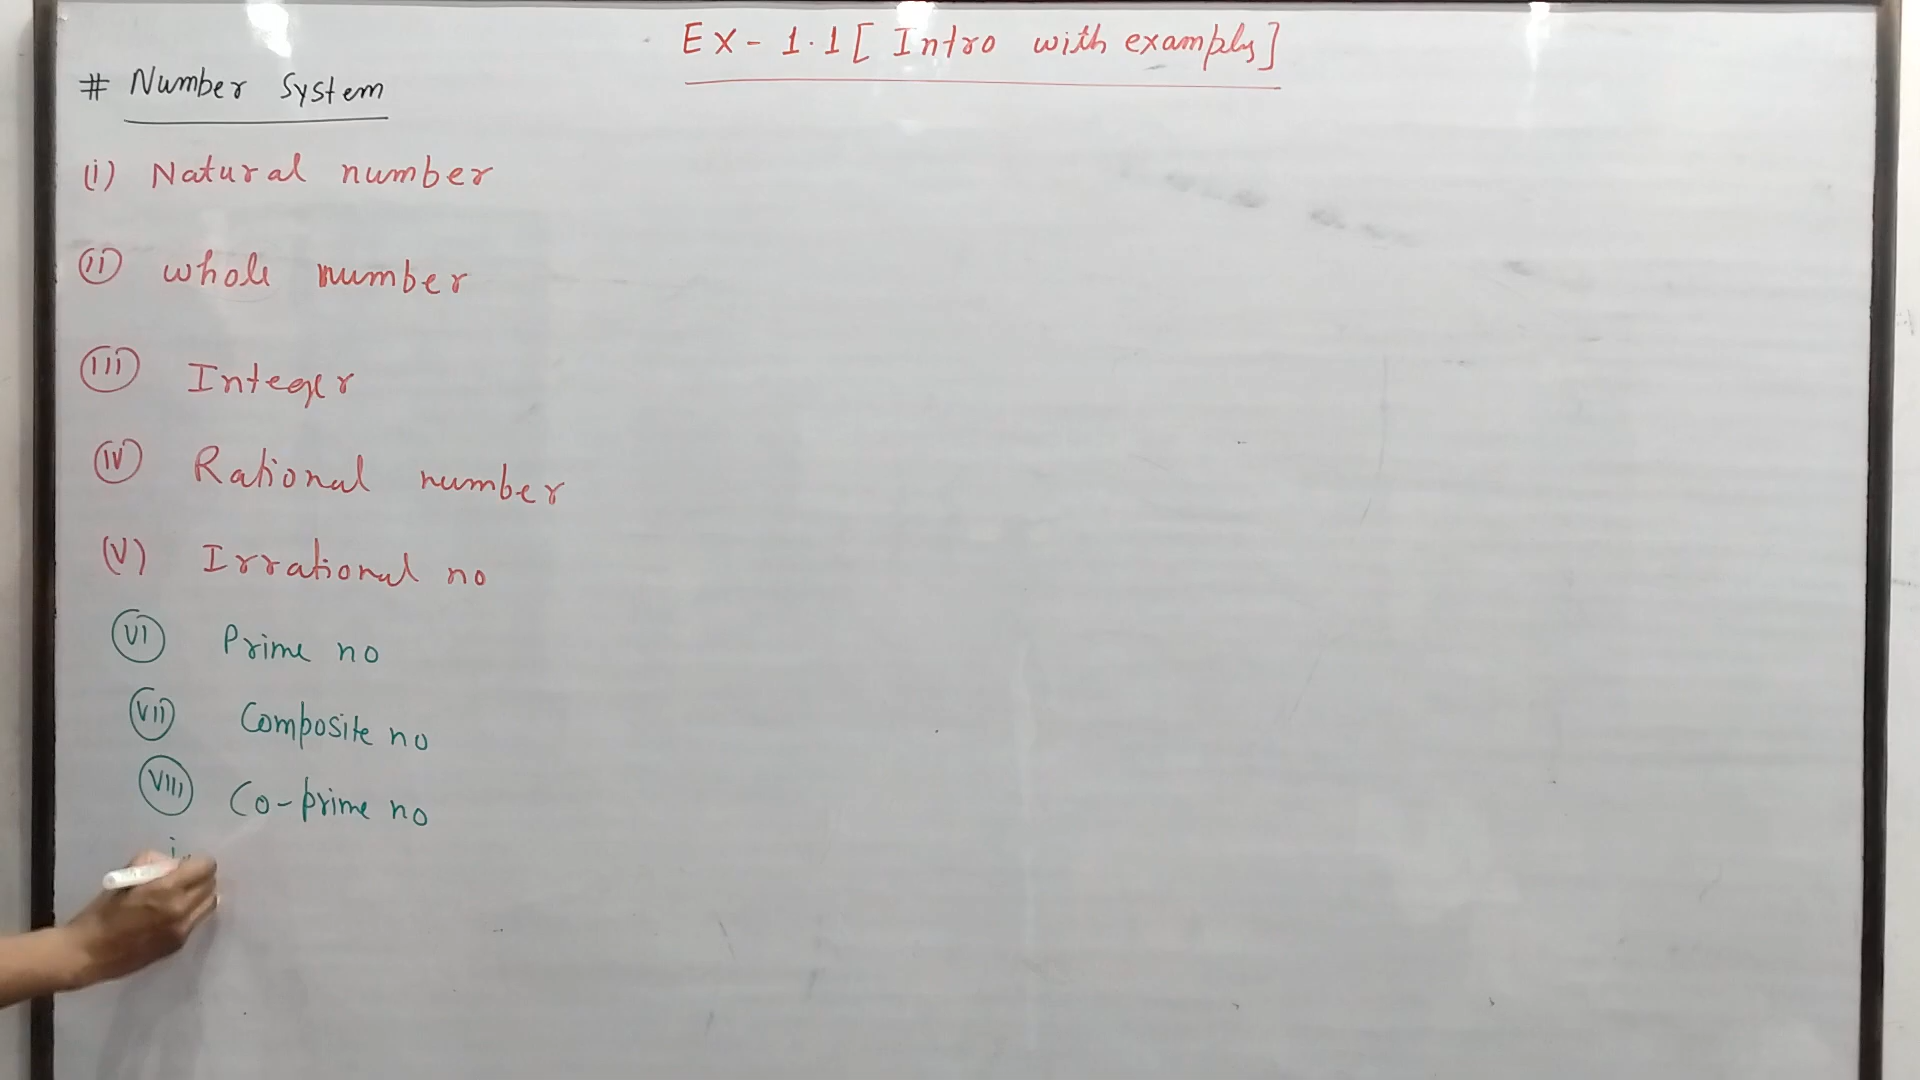 Ex-1.1 [Intro with examply]
# Number System
(i) Natural number
(ii) whole number
(iii) Integer
(iv) Rational number
(v) Irrational no
(vi) Prime no
(vii) Composite no
(viii) Co-prime no